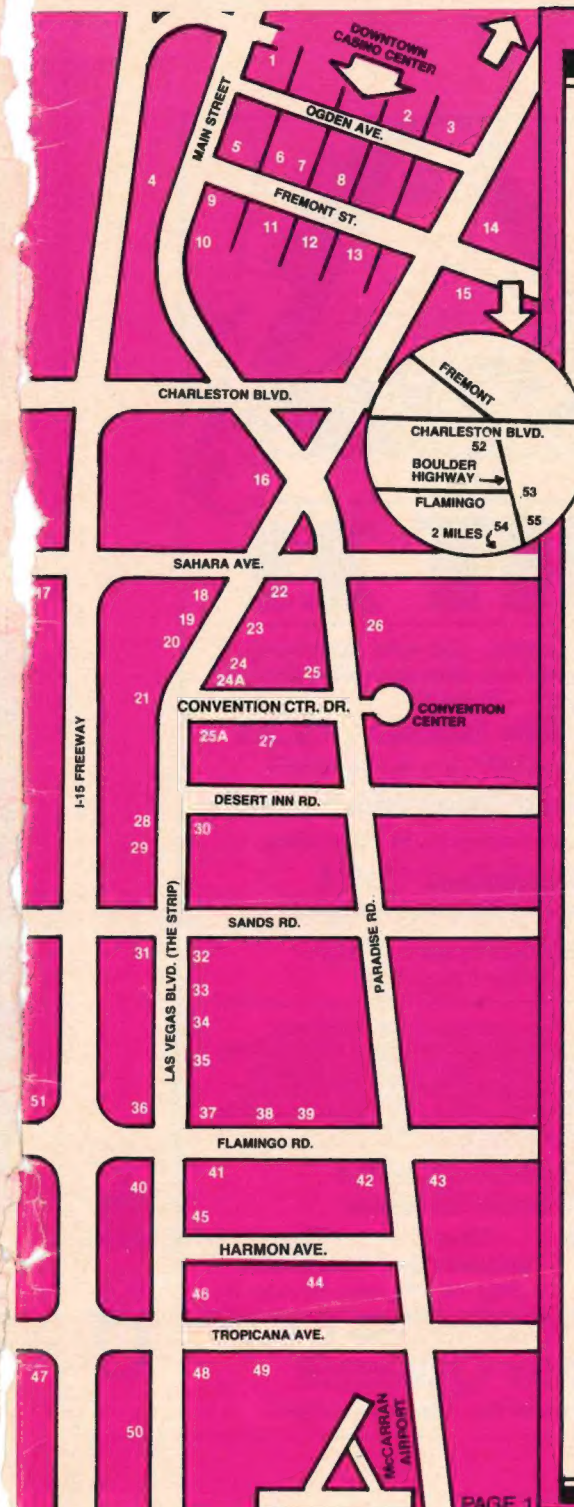 DOWNTOWN
CASINO CENTER
1
MAIN STREET
OGDEN AVE.
2
3
4
5
6
7
8
FREMONT ST.
9
10
11
12
13
14
15
CHARLESTON BLVD.
FREMONT
CHARLESTON BLVD.
52
BOULDER
HIGHWAY
53
FLAMINGO
2 MILES
54
55
16
SAHARA AVE.
17
18
22
19
23
26
20
24
24A
25
21
CONVENTION CTR. DR.
CONVENTION
CENTER
25A
27
I-15 FREEWAY
DESERT INN RD.
28
30
29
LAS VEGAS BLVD. (THE STRIP)
SANDS RD.
PARADISE RD.
31
32
33
34
35
51
36
37
38
39
FLAMINGO RD.
40
41
42
43
45
HARMON AVE.
46
44
TROPICANA AVE.
47
48
49
50
McCARRAN
AIRPORT
PAGE 1